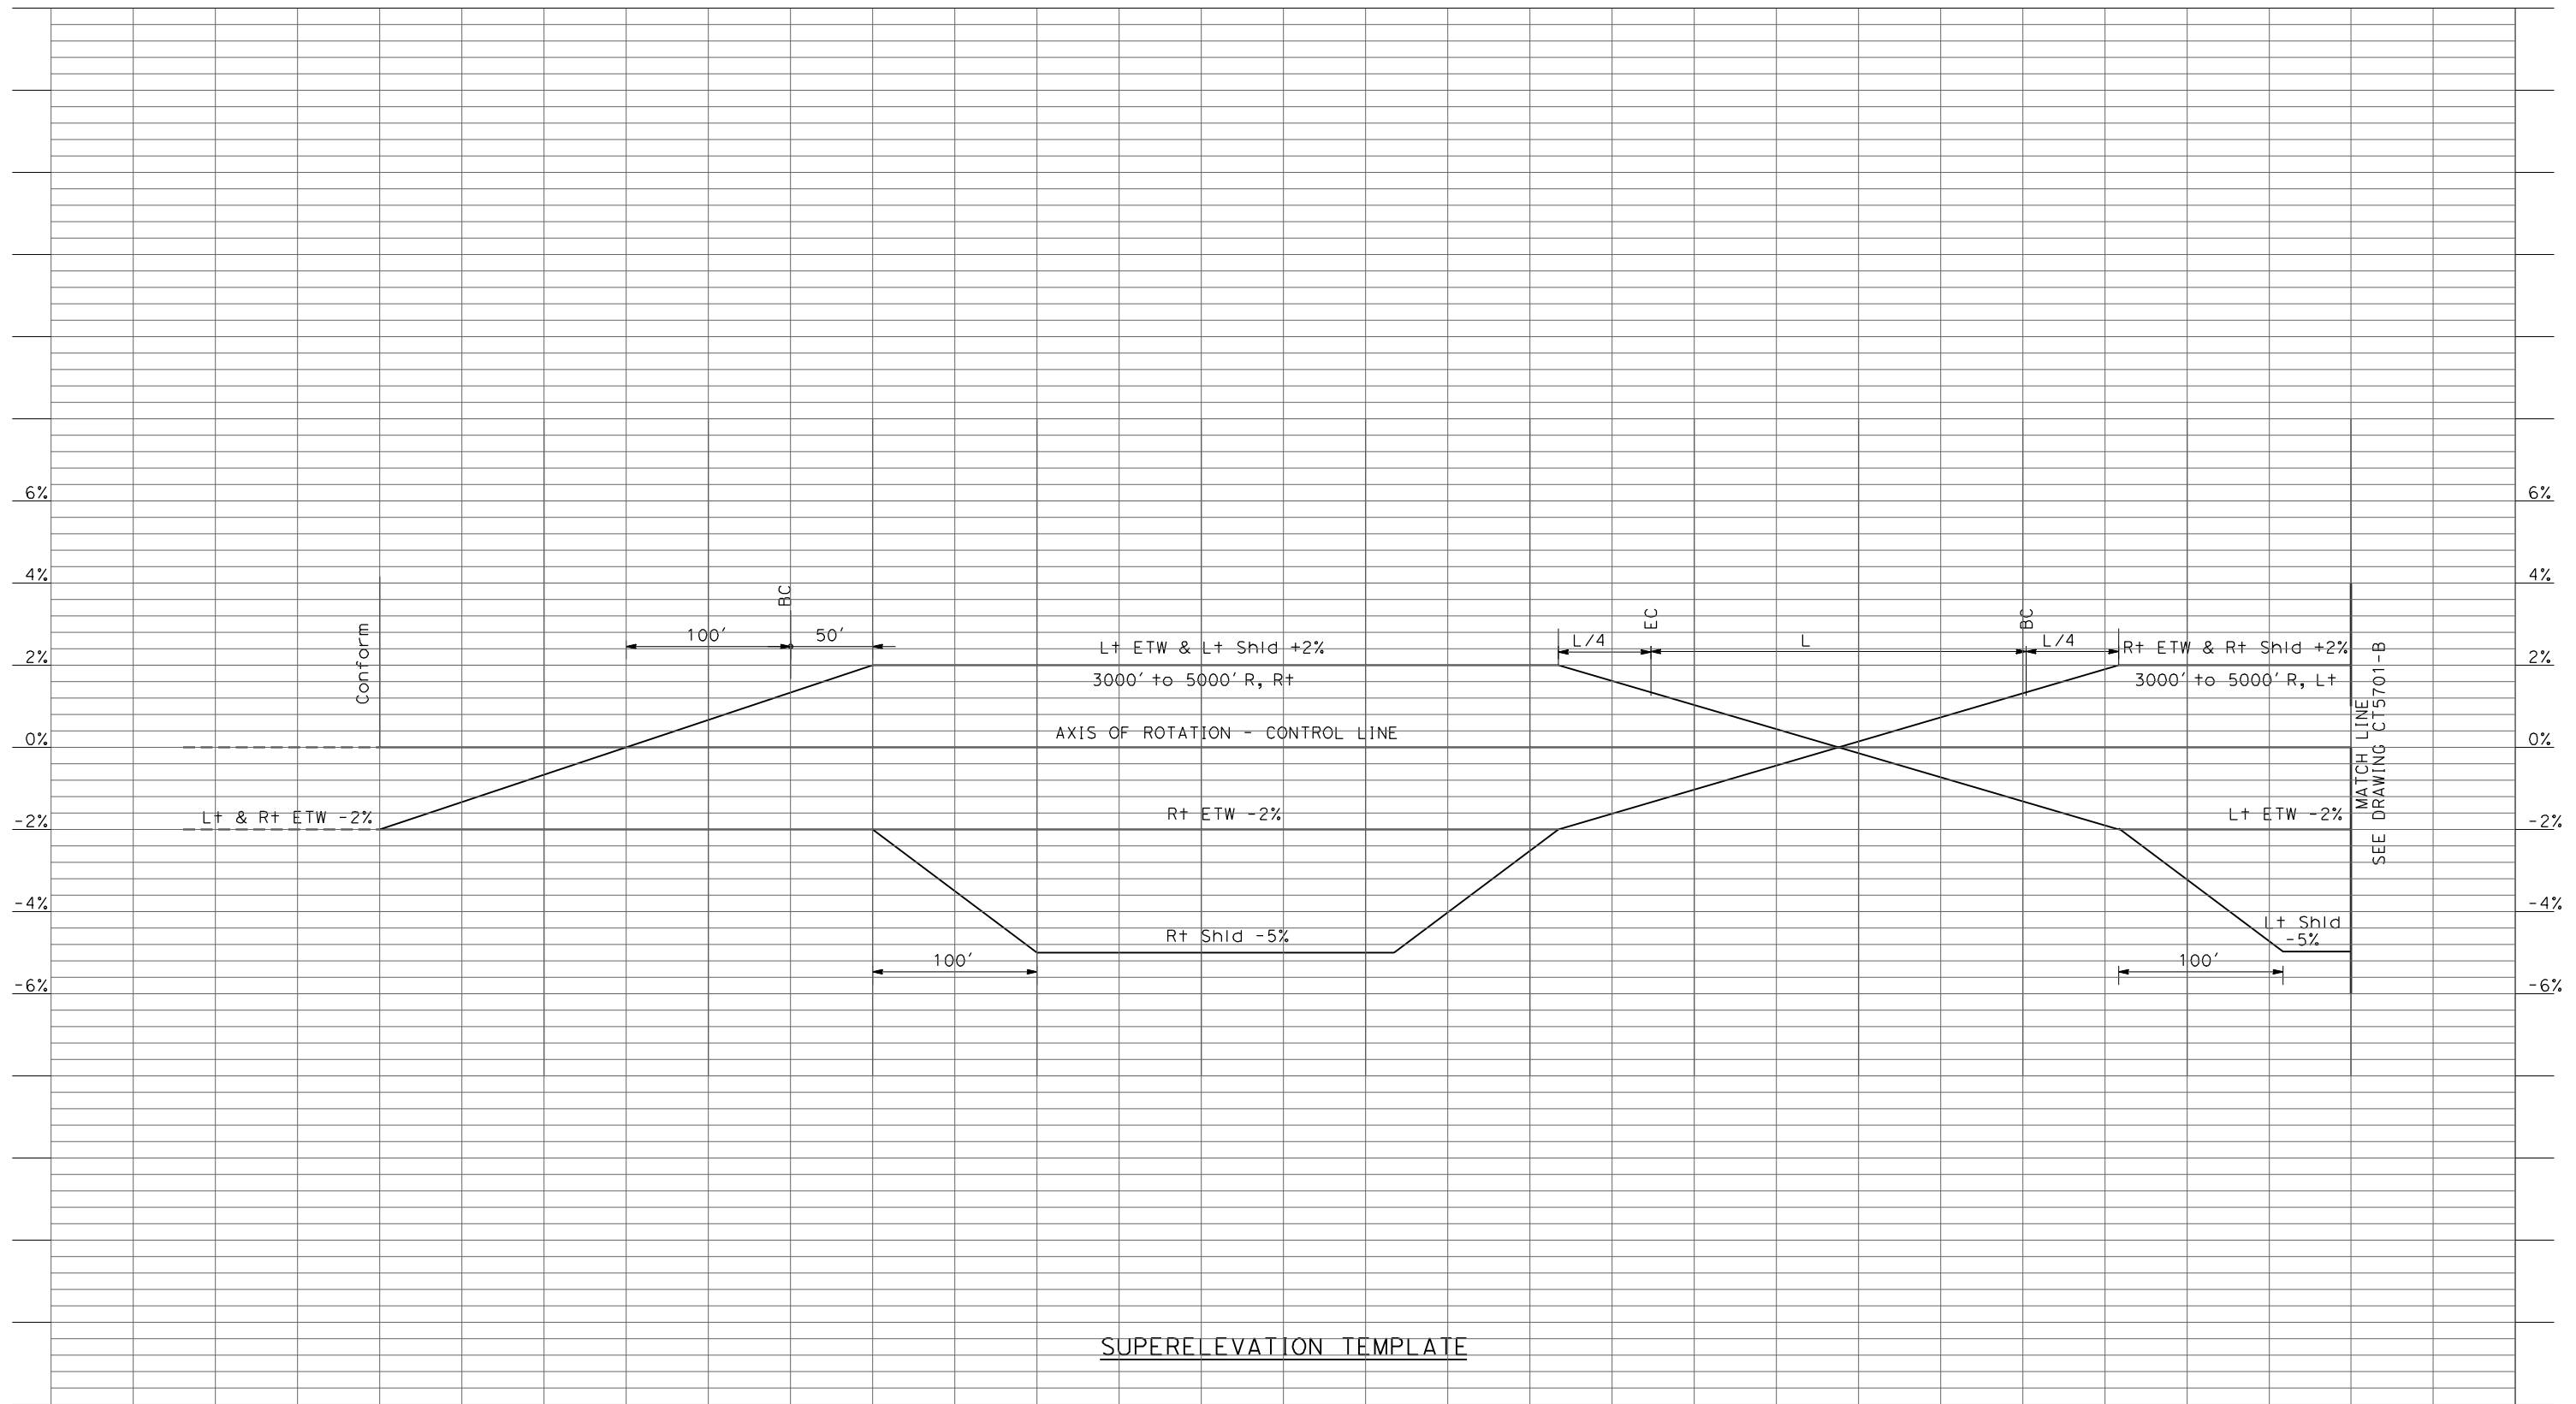 6%
4%
2%
0%
-2%
-4%
-6%
Conform
Lt & Rt ETW -2%
100'
BC
50'
Lt ETW & Lt Shld +2%
3000' to 5000' R, Rt
AXIS OF ROTATION - CONTROL LINE
Rt ETW -2%
Rt Shld -5%
100'
L/4
EC
L
BC
L/4
Rt ETW & Rt Shld +2%
3000' to 5000' R, Lt
Lt ETW -2%
Lt Shld
-5%
100'
MATCH LINE
SEE DRAWING CT5701-B
6%
4%
2%
0%
-2%
-4%
-6%
SUPERELEVATION TEMPLATE